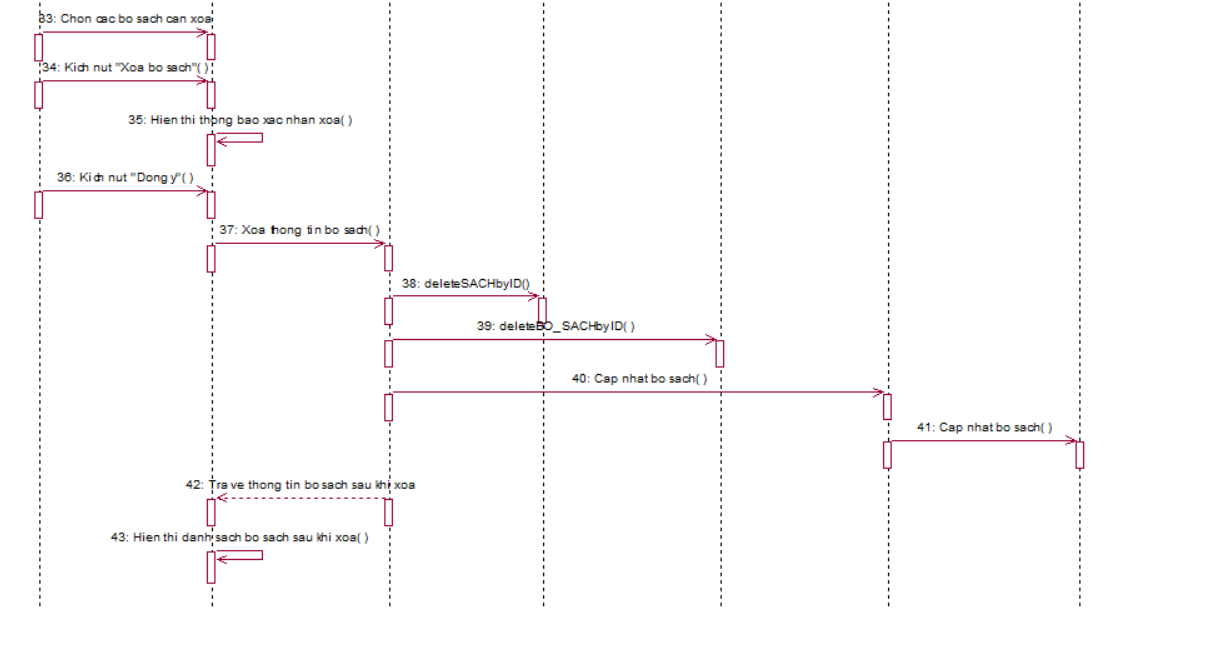 33: Chon cac bo sach can xoa
34: Kich nut "Xoa bo sach"( )
35: Hien thi thong bao xac nhan xoa( )
36: Kich nut "Dong y"( )
37: Xoa thong tin bo sach( )
38: deleteSACHbyID()
39: deleteBO_SACHbyID( )
40: Cap nhat bo sach( )
41: Cap nhat bo sach( )
42: Tra ve thong tin bo sach sau khi xoa
43: Hien thi danh sach bo sach sau khi xoa( )